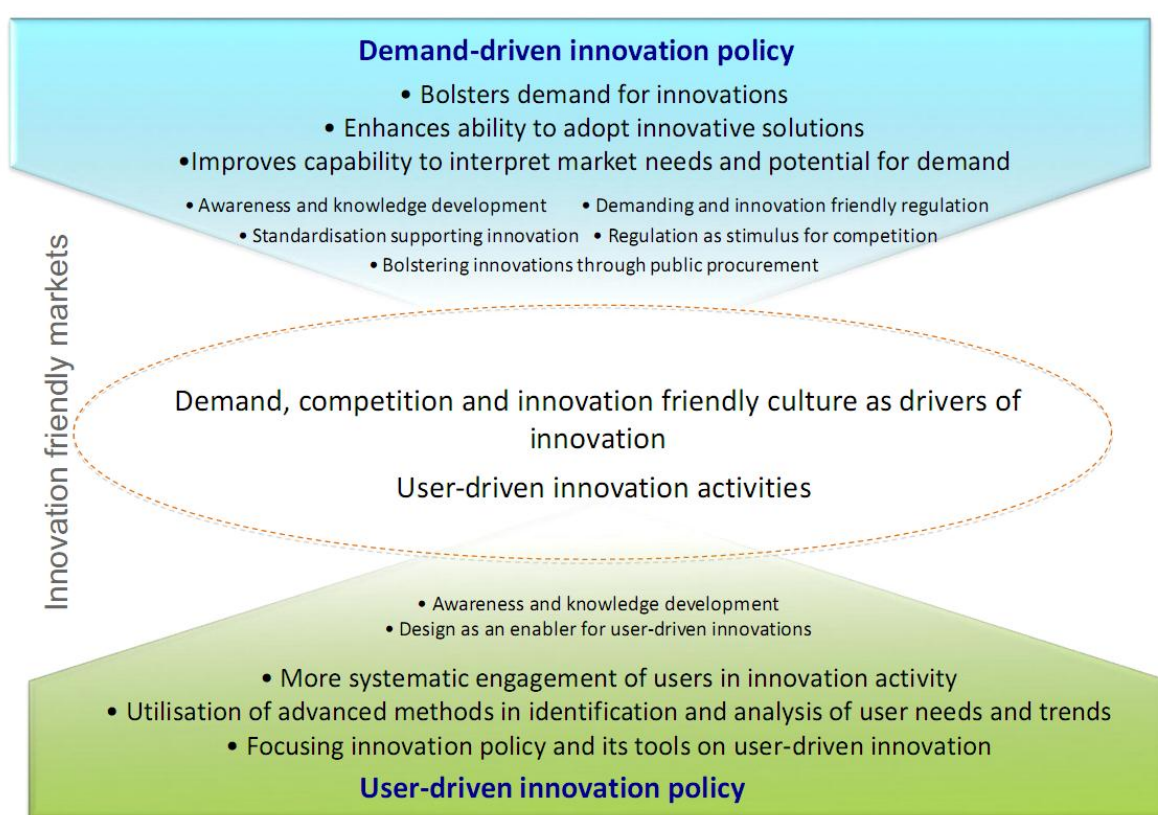 Demand-driven innovation policy
• Bolsters demand for innovations
• Enhances ability to adopt innovative solutions
•Improves capability to interpret market needs and potential for demand
• Awareness and knowledge development • Demanding and innovation friendly regulation
• Standardisation supporting innovation • Regulation as stimulus for competition
• Bolstering innovations through public procurement
Innovation friendly markets
Demand, competition and innovation friendly culture as drivers of
innovation
User-driven innovation activities
• Awareness and knowledge development
• Design as an enabler for user-driven innovations
• More systematic engagement of users in innovation activity
• Utilisation of advanced methods in identification and analysis of user needs and trends
• Focusing innovation policy and its tools on user-driven innovation
User-driven innovation policy